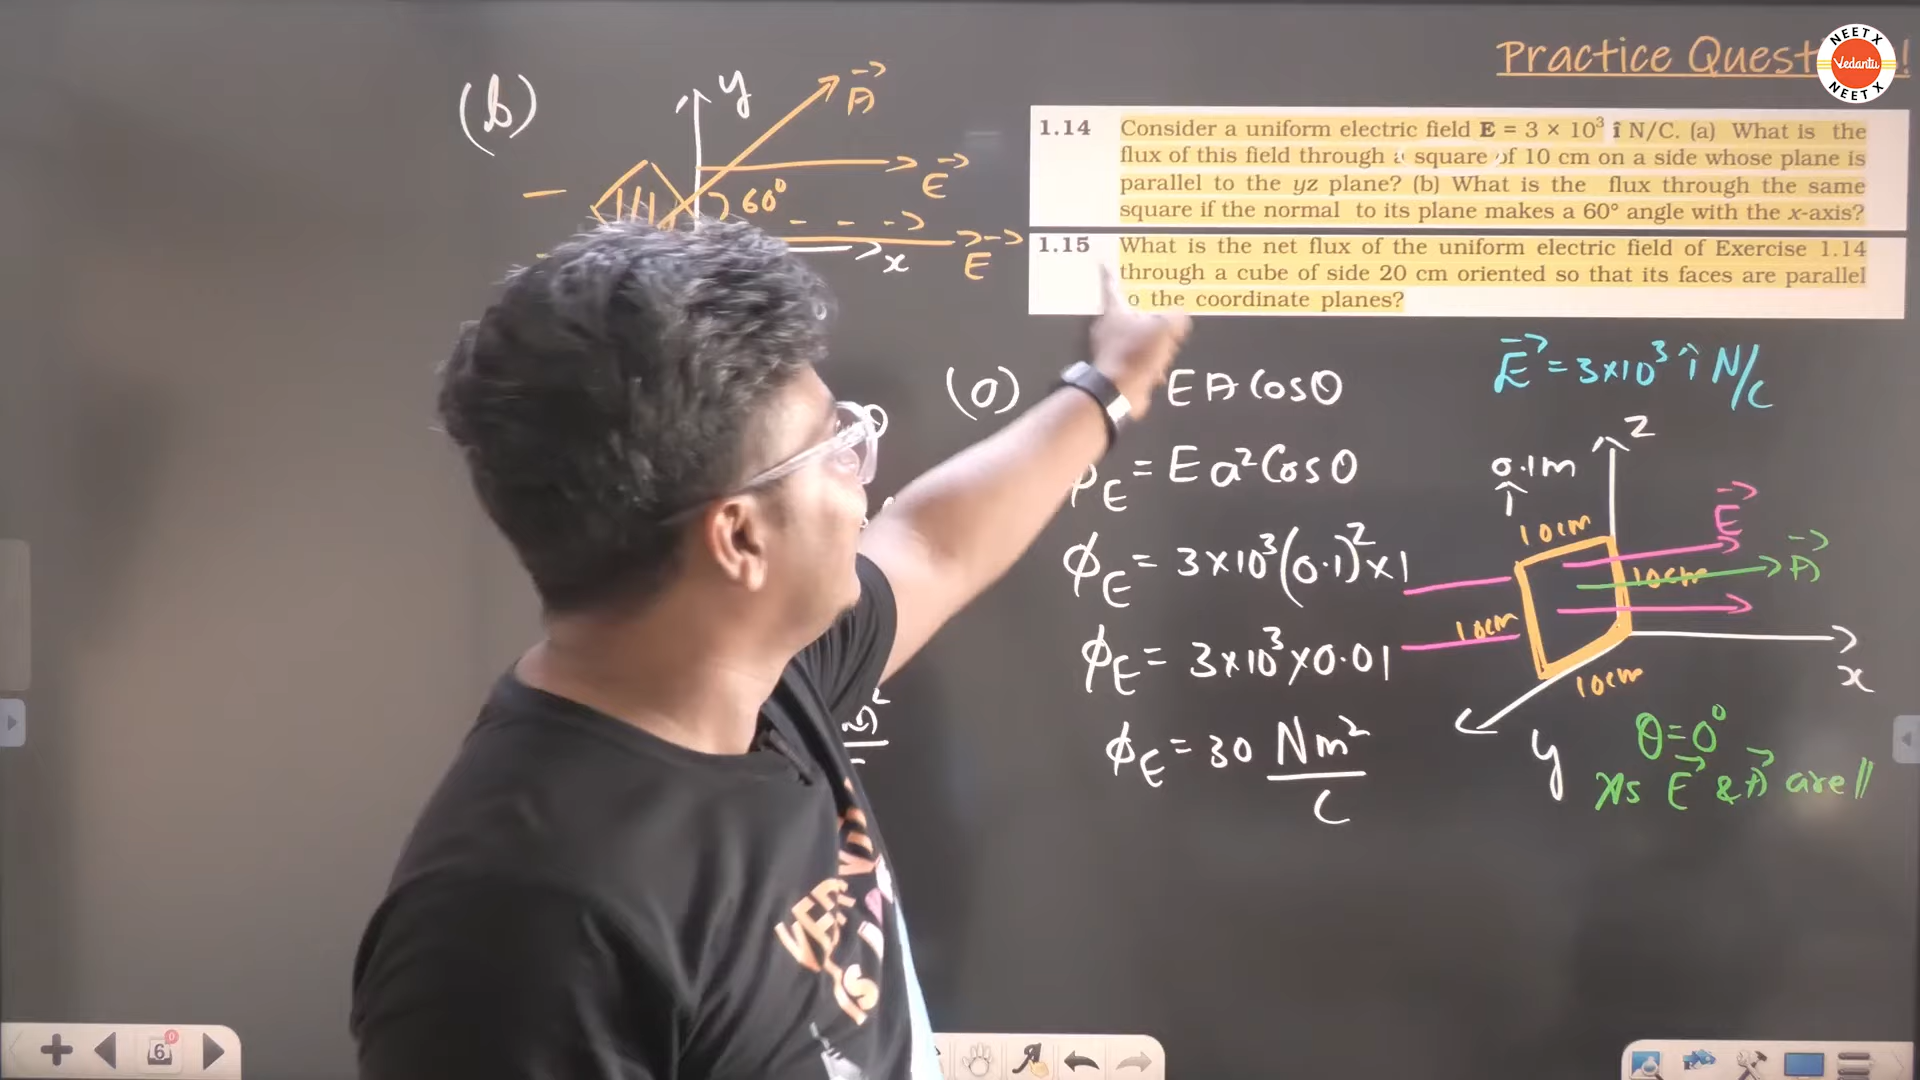 Practice Quest
!
NEET X
Vedantu
NEET X
1.14 Consider a uniform electric field E = 3 × 10³ î N/C. (a) What is the
flux of this field through a square of 10 cm on a side whose plane is
parallel to the yz plane? (b) What is the flux through the same
square if the normal to its plane makes a 60° angle with the x-axis?
1.15 What is the net flux of the uniform electric field of Exercise 1.14
through a cube of side 20 cm oriented so that its faces are parallel
o the coordinate planes?
(b)
y
A
E
60°
x
E
(a)
E A Cosθ
ϕE = E a² Cosθ
ϕE = 3×10³(0.1)²×1
ϕE = 3×10³×0.01
ϕE = 30 Nm²/C
E = 3×10³ î N/C
z
0.1m
10cm
E
10cm
A
10cm
10cm
x
y
θ = 0°
As E & A are ||
6